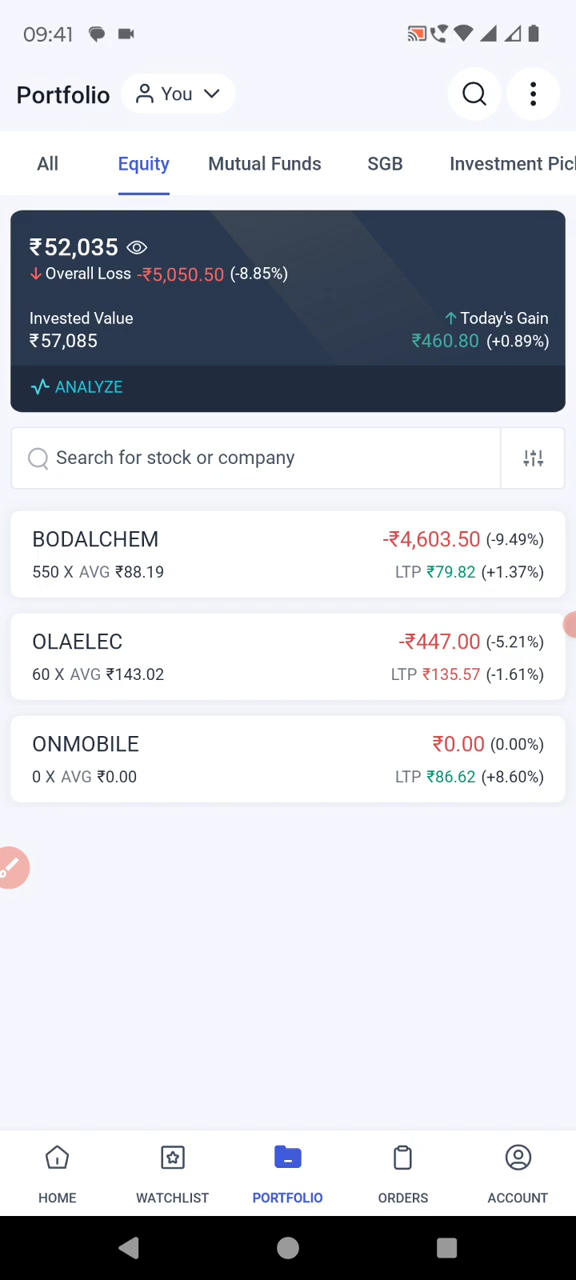 09:41
Portfolio You
All Equity Mutual Funds SGB Investment Pick
₹52,035
Overall Loss -₹5,050.50 (-8.85%)
Invested Value Today's Gain
₹57,085 ₹460.80 (+0.89%)
ANALYZE
Search for stock or company
BODALCHEM -₹4,603.50 (-9.49%)
550 X AVG ₹88.19 LTP ₹79.82 (+1.37%)
OLAELEC -₹447.00 (-5.21%)
60 X AVG ₹143.02 LTP ₹135.57 (-1.61%)
ONMOBILE ₹0.00 (0.00%)
0 X AVG ₹0.00 LTP ₹86.62 (+8.60%)
HOME WATCHLIST PORTFOLIO ORDERS ACCOUNT